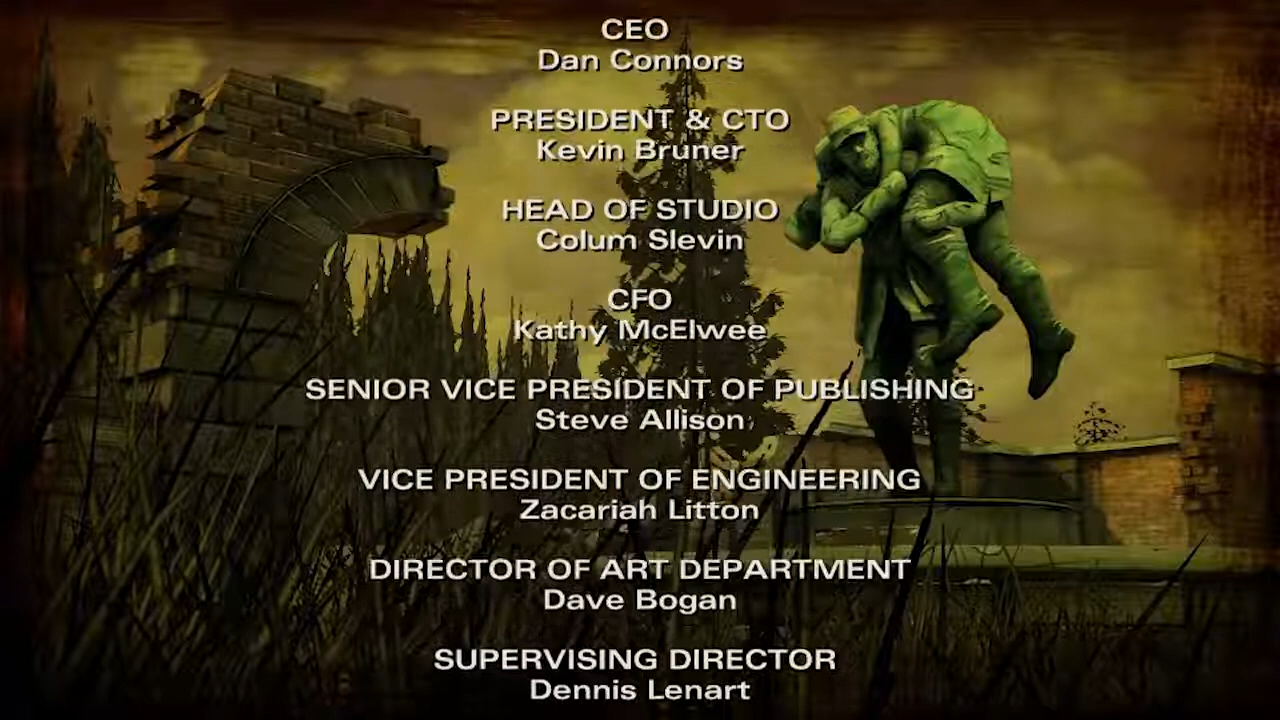 CEO
Dan Connors
PRESIDENT & CTO
Kevin Bruner
HEAD OF STUDIO
Colum Slevin
CFO
Kathy McElwee
SENIOR VICE PRESIDENT OF PUBLISHING
Steve Allison
VICE PRESIDENT OF ENGINEERING
Zacariah Litton
DIRECTOR OF ART DEPARTMENT
Dave Bogan
SUPERVISING DIRECTOR
Dennis Lenart